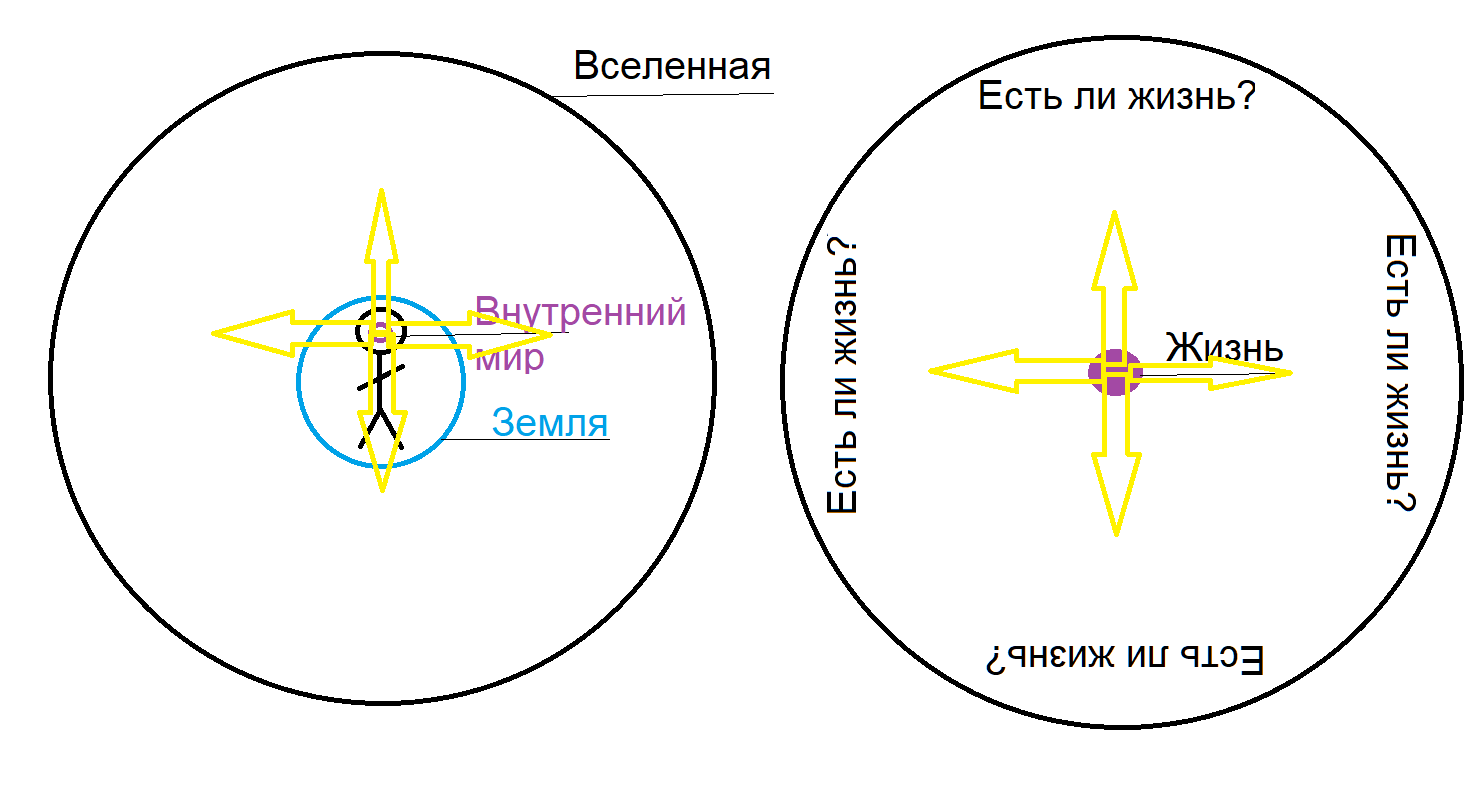 Вселенная
Внутренний
мир
Земля
Есть ли жизнь?
Есть ли жизнь?
Жизнь
Есть ли жизнь?
Есть ли жизнь?